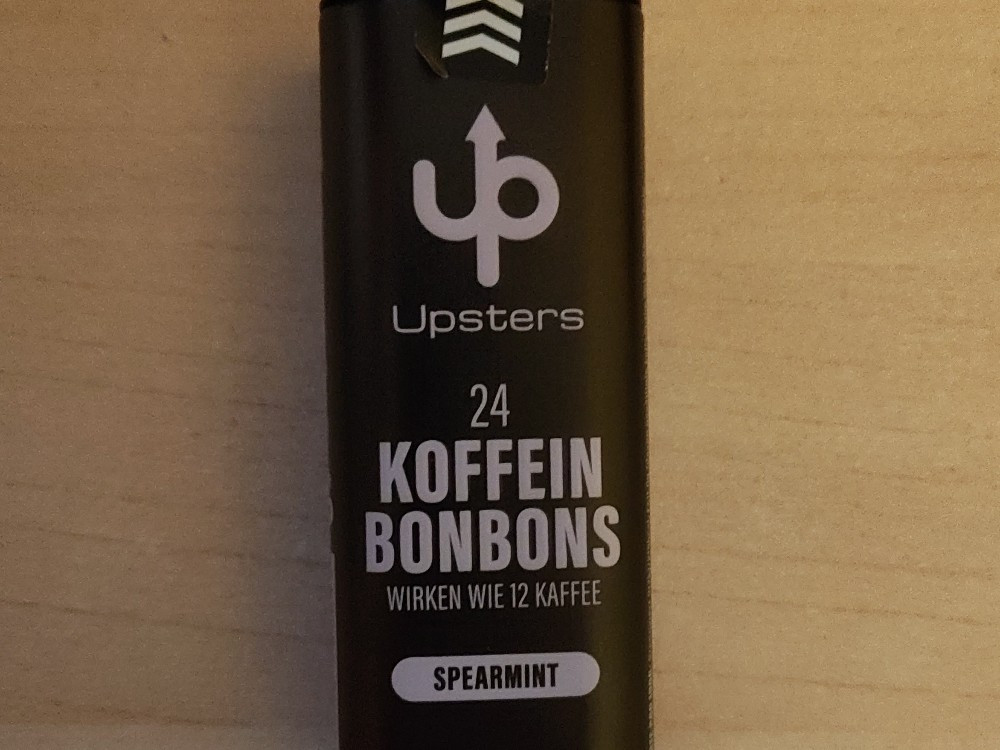 up
Upsters
24
KOFFEIN
BONBONS
WIRKEN WIE 12 KAFFEE
SPEARMINT